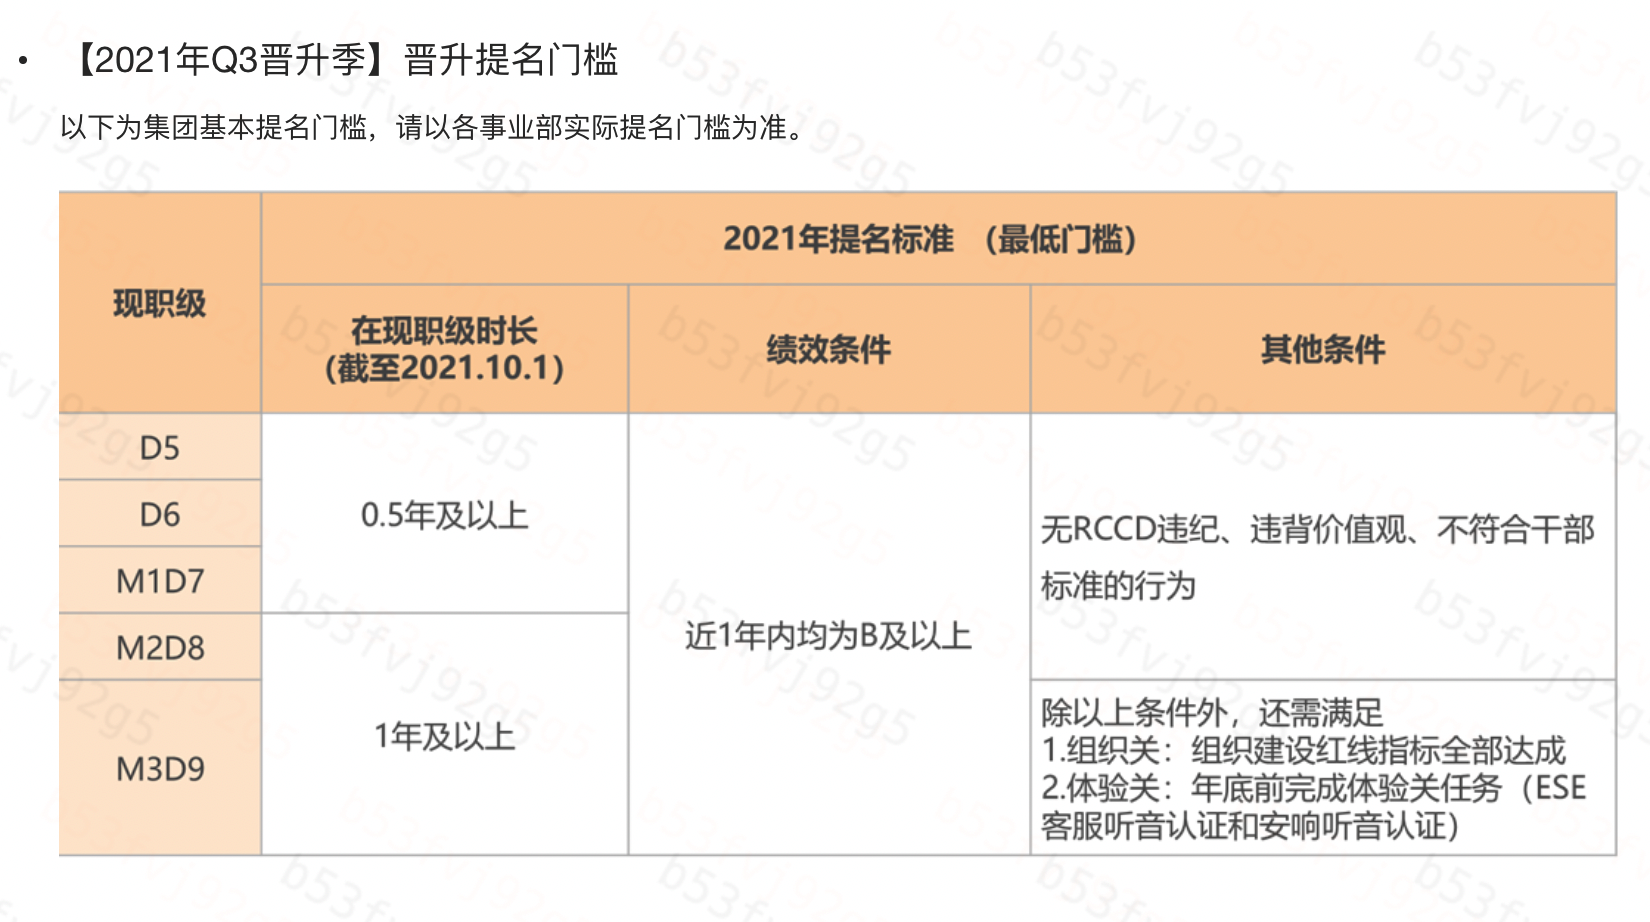 【2021年Q3晋升季】晋升提名门槛
以下为集团基本提名门槛，请以各事业部实际提名门槛为准。
现职级
2021年提名标准 （最低门槛）
在现职级时长
（截至2021.10.1）
绩效条件
其他条件
D5
D6
M1D7
M2D8
M3D9
0.5年及以上
1年及以上
近1年内均为B及以上
无RCCD违纪、违背价值观、不符合干部
标准的行为
除以上条件外，还需满足
1.组织关：组织建设红线指标全部达成
2.体验关：年底前完成体验关任务（ESE
客服听音认证和安响听音认证）
b53fvj92g5